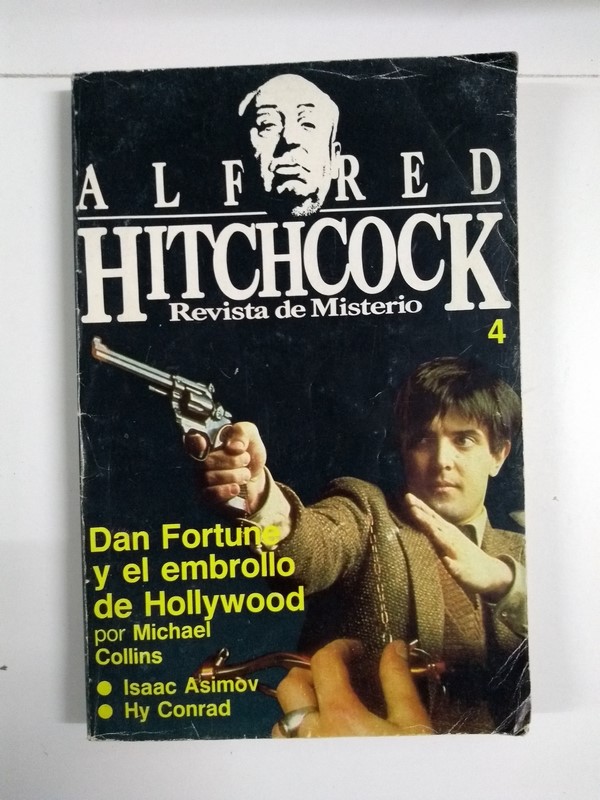 ALFRED
HITCHCOCK
Revista de Misterio
4
Dan Fortune
y el embrollo
de Hollywood
por Michael
Collins
● Isaac Asimov
● Hy Conrad